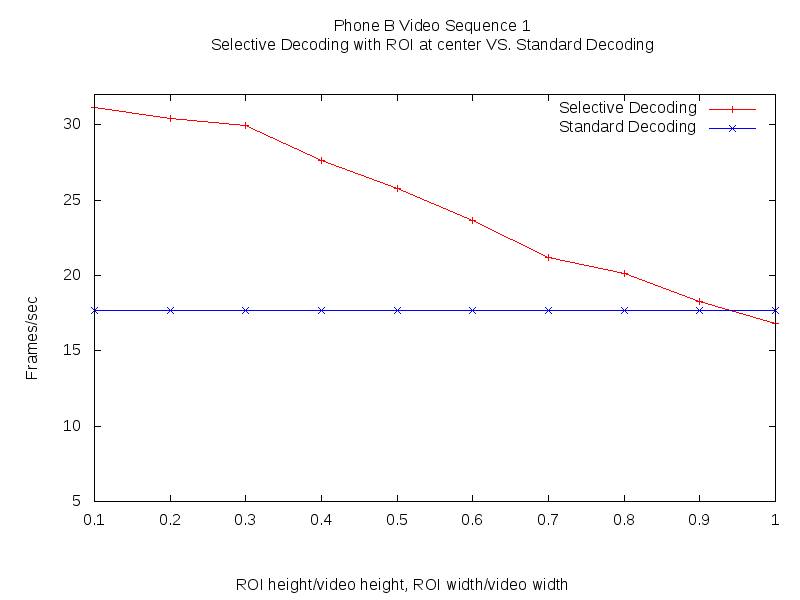 Phone B Video Sequence 1
Selective Decoding with ROI at center VS. Standard Decoding
Selective Decoding
Standard Decoding
30
25
20
15
10
5
Frames/sec
0.1 0.2 0.3 0.4 0.5 0.6 0.7 0.8 0.9 1
ROI height/video height, ROI width/video width